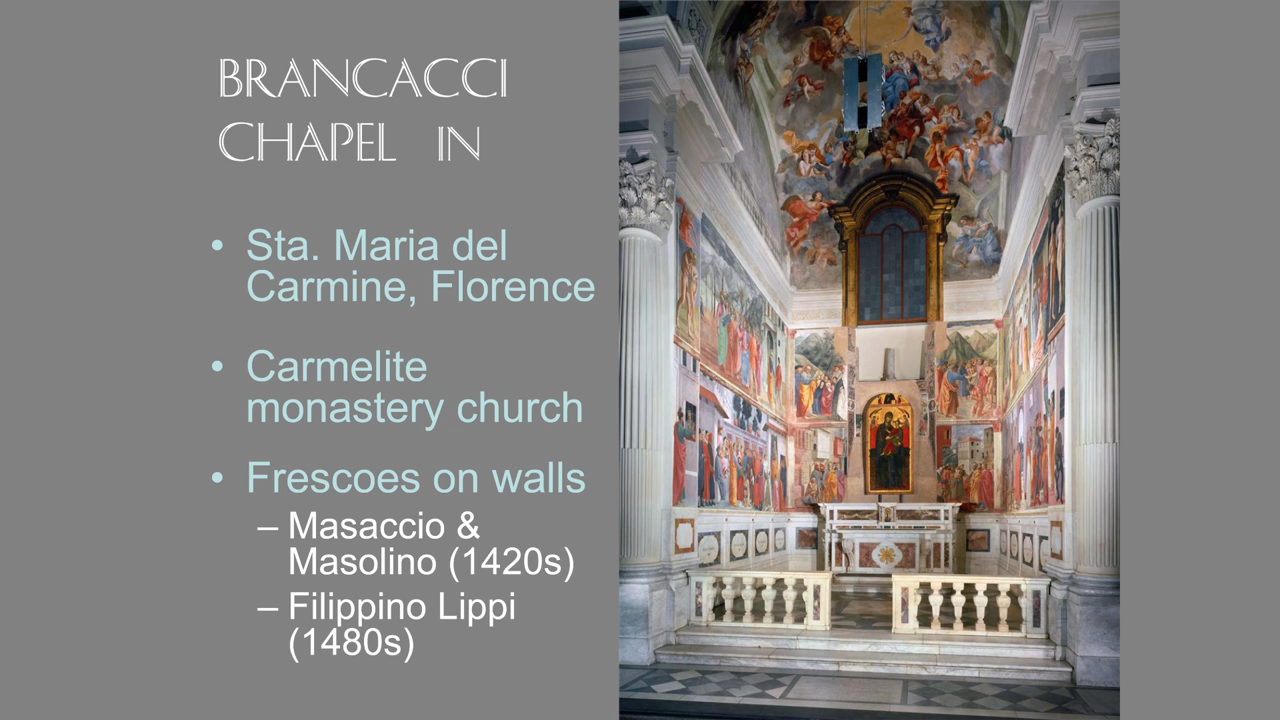 BRANCACCI
CHAPEL IN
• Sta. Maria del
Carmine, Florence
• Carmelite
monastery church
• Frescoes on walls
– Masaccio &
Masolino (1420s)
– Filippino Lippi
(1480s)